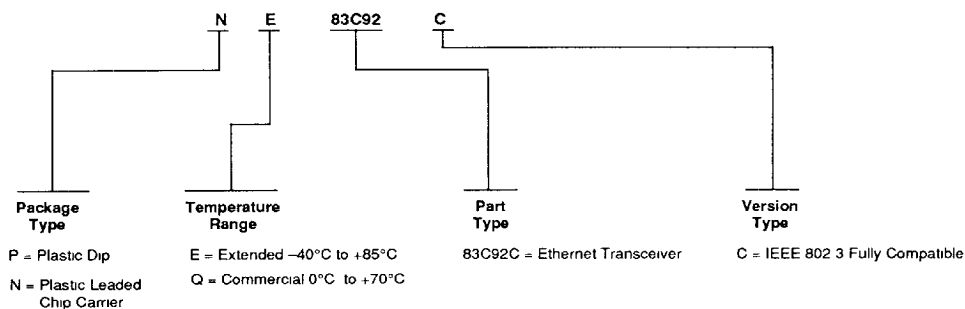 N E 83C92 C
Package
Type
Temperature
Range
Part
Type
Version
Type
P = Plastic Dip
N = Plastic Leaded
Chip Carrier
E = Extended –40°C to +85°C
Q = Commercial 0°C to +70°C
83C92C = Ethernet Transceiver
C = IEEE 802 3 Fully Compatible